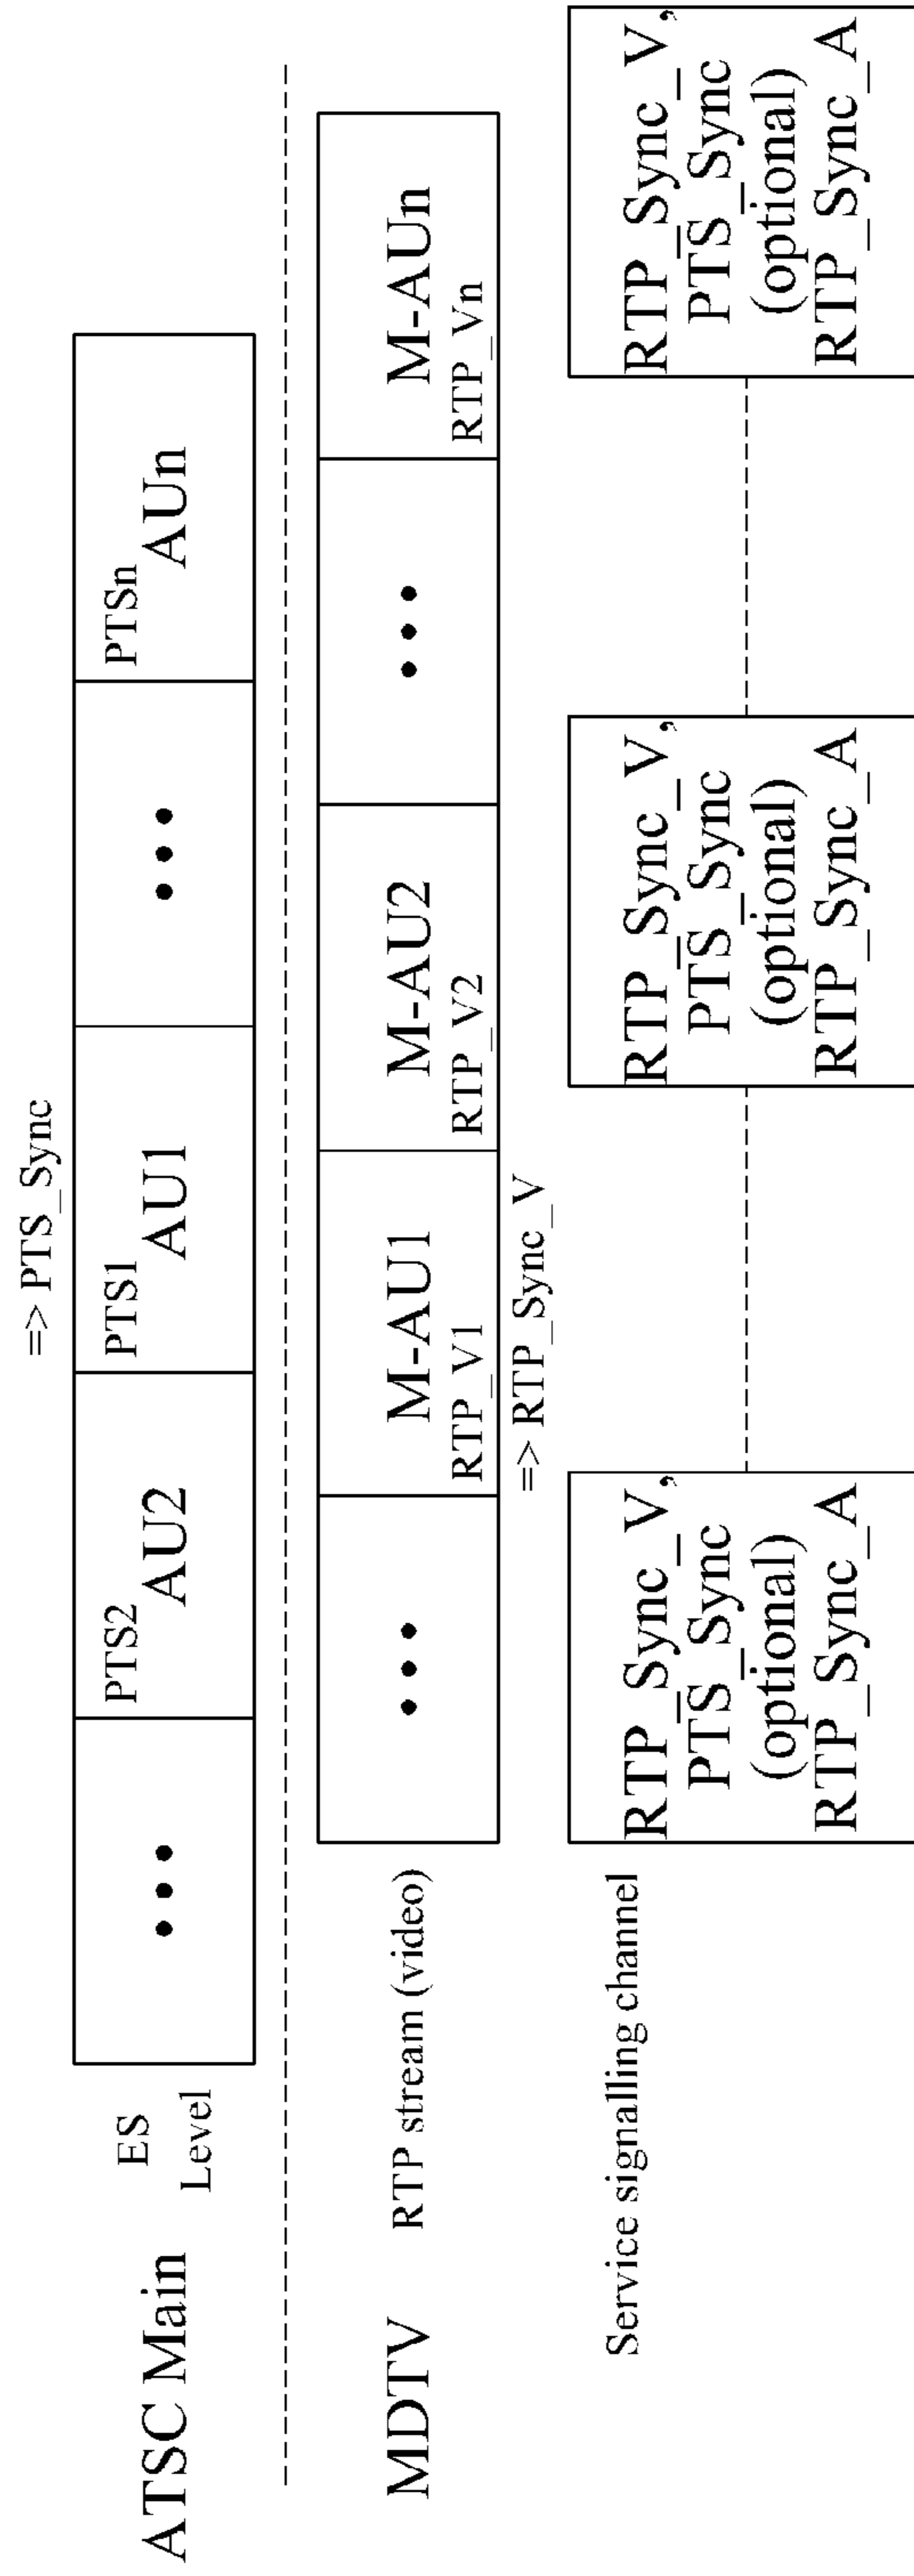 => PTS_Sync
ATSC Main
ES
Level
•••
PTS2
AU2
PTS1
AU1
•••
PTSn
AUn
MDTV
RTP stream (video)
•••
M-AU1
RTP_V1
M-AU2
RTP_V2
•••
M-AUn
RTP_Vn
=> RTP_Sync_V
Service signalling channel
RTP_Sync_V,
PTS_Sync
(optional)
RTP_Sync_A
RTP_Sync_V,
PTS_Sync
(optional)
RTP_Sync_A
RTP_Sync_V,
PTS_Sync
(optional)
RTP_Sync_A